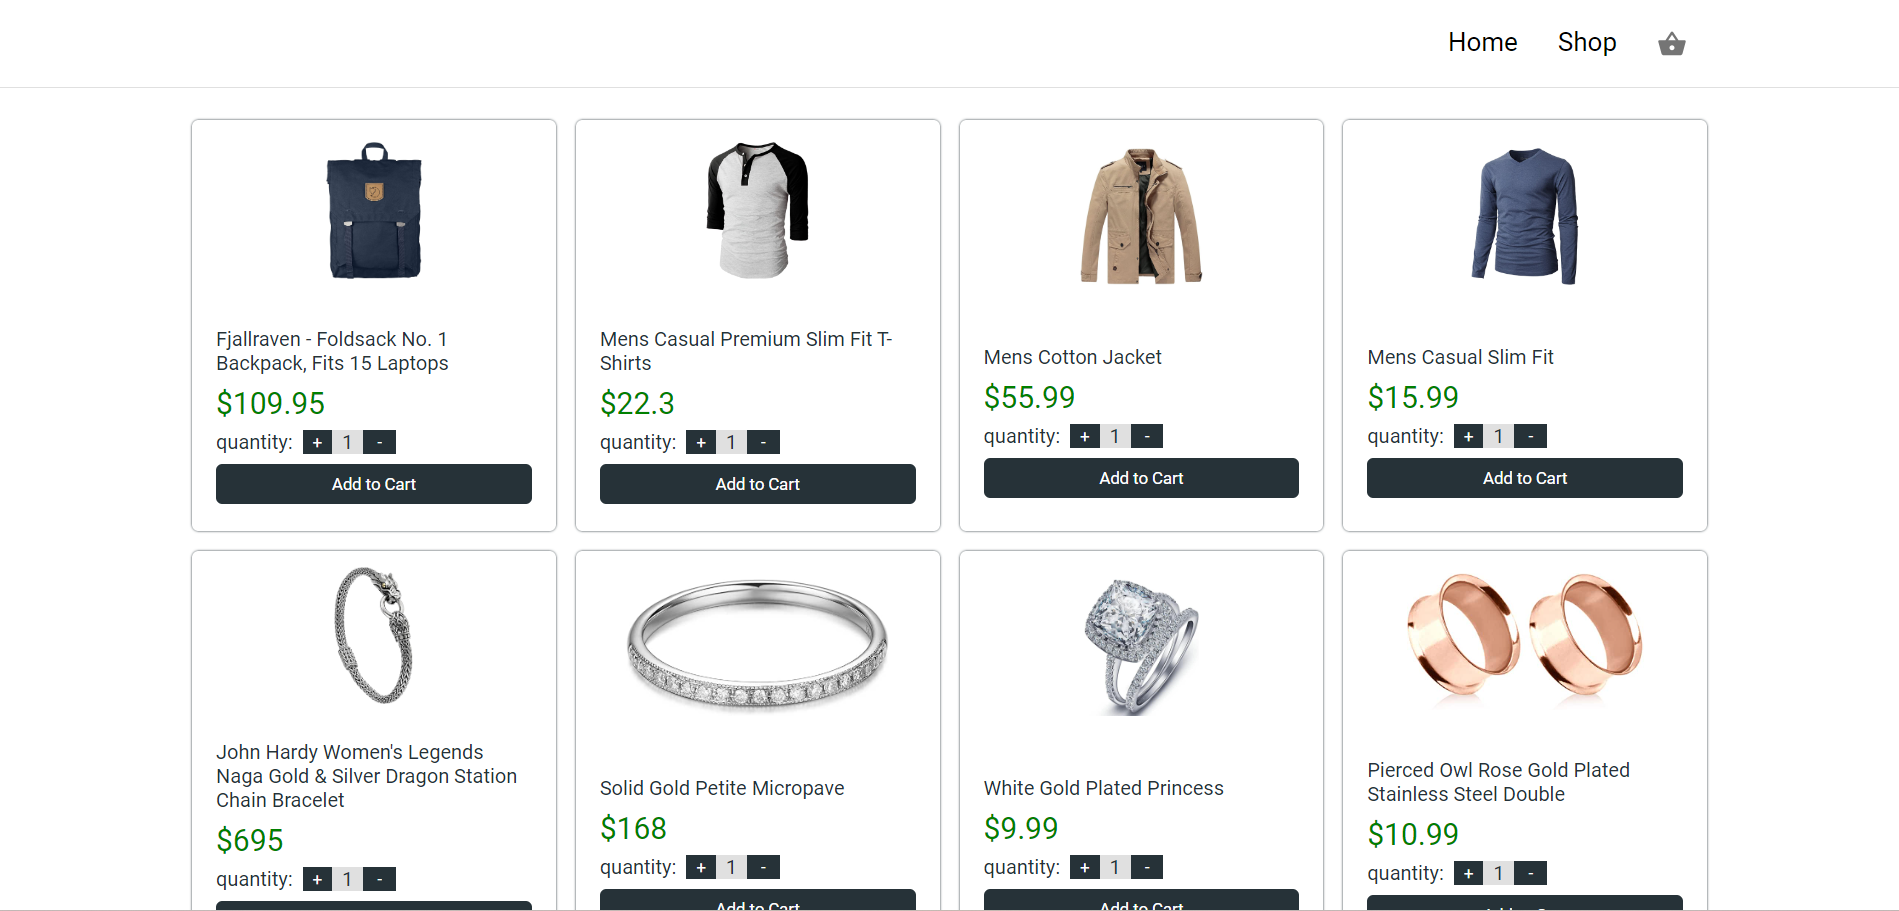 Home Shop
Fjallraven - Foldsack No. 1
Backpack, Fits 15 Laptops
$109.95
quantity: + 1 -
Add to Cart
Mens Casual Premium Slim Fit T-
Shirts
$22.3
quantity: + 1 -
Add to Cart
Mens Cotton Jacket
$55.99
quantity: + 1 -
Add to Cart
Mens Casual Slim Fit
$15.99
quantity: + 1 -
Add to Cart
John Hardy Women's Legends
Naga Gold & Silver Dragon Station
Chain Bracelet
$695
quantity: + 1 -
Solid Gold Petite Micropave
$168
quantity: + 1 -
Add to Cart
White Gold Plated Princess
$9.99
quantity: + 1 -
Add to Cart
Pierced Owl Rose Gold Plated
Stainless Steel Double
$10.99
quantity: + 1 -